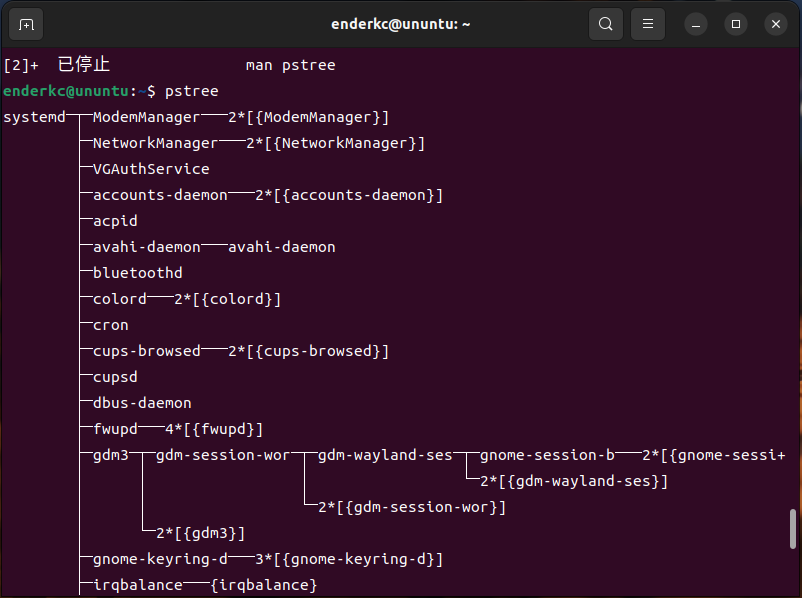 enderkc@ununtu: ~
[2]+  已停止               man pstree
enderkc@ununtu:~$ pstree
systemd─┬─ModemManager───2*[{ModemManager}]
        ├─NetworkManager───2*[{NetworkManager}]
        ├─VGAuthService
        ├─accounts-daemon───2*[{accounts-daemon}]
        ├─acpid
        ├─avahi-daemon───avahi-daemon
        ├─bluetoothd
        ├─colord───2*[{colord}]
        ├─cron
        ├─cups-browsed───2*[{cups-browsed}]
        ├─cupsd
        ├─dbus-daemon
        ├─fwupd───4*[{fwupd}]
        ├─gdm3─┬─gdm-session-wor─┬─gdm-wayland-ses─┬─gnome-session-b───2*[{gnome-sessi+
        │      │                 │                 └─2*[{gdm-wayland-ses}]
        │      │                 └─2*[{gdm-session-wor}]
        │      └─2*[{gdm3}]
        ├─gnome-keyring-d───3*[{gnome-keyring-d}]
        ├─irqbalance───{irqbalance}